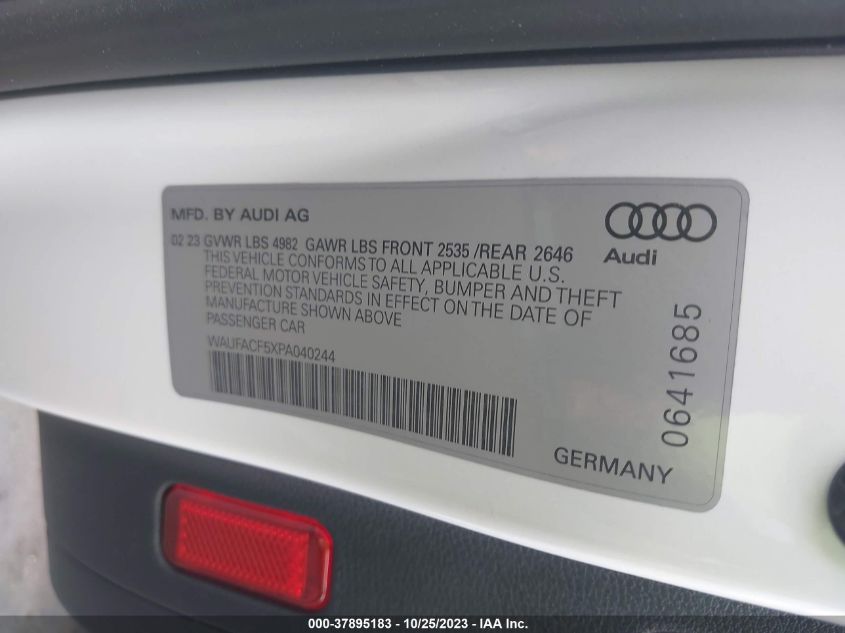 MFD. BY AUDI AG
02 23 GVWR LBS 4982 GAWR LBS FRONT 2535 /REAR 2646
THIS VEHICLE CONFORMS TO ALL APPLICABLE U.S.
FEDERAL MOTOR VEHICLE SAFETY, BUMPER AND THEFT
PREVENTION STANDARDS IN EFFECT ON THE DATE OF
MANUFACTURE SHOWN ABOVE
PASSENGER CAR
WAUFACF5XPA040244
Audi
0641685
GERMANY
000-37895183 - 10/25/2023 - IAA Inc.